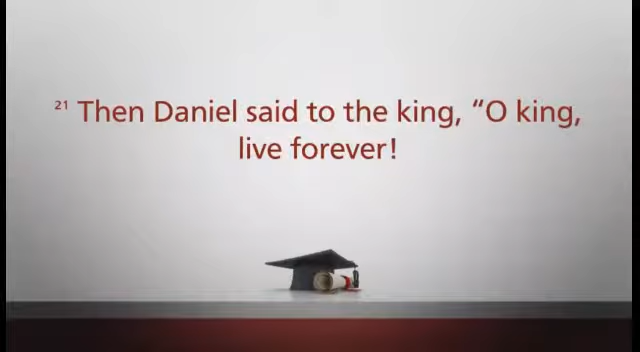 21 Then Daniel said to the king, “O king,
live forever!